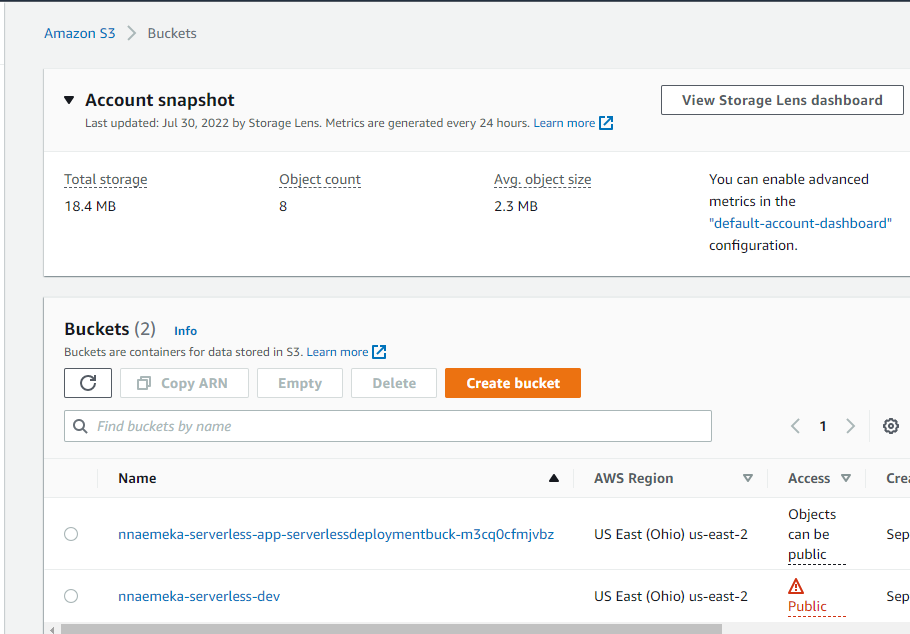 Amazon S3 > Buckets
Account snapshot
View Storage Lens dashboard
Last updated: Jul 30, 2022 by Storage Lens. Metrics are generated every 24 hours. Learn more
Total storage
18.4 MB
Object count
8
Avg. object size
2.3 MB
You can enable advanced
metrics in the
"default-account-dashboard"
configuration.
Buckets (2) Info
Buckets are containers for data stored in S3. Learn more
Copy ARN Empty Delete Create bucket
Find buckets by name
1
Name AWS Region Access Crea
nnaemeka-serverless-app-serverlessdeploymentbuck-m3cq0cfmjvbz US East (Ohio) us-east-2
Objects
can be
public
Sep
nnaemeka-serverless-dev US East (Ohio) us-east-2 Public Sep